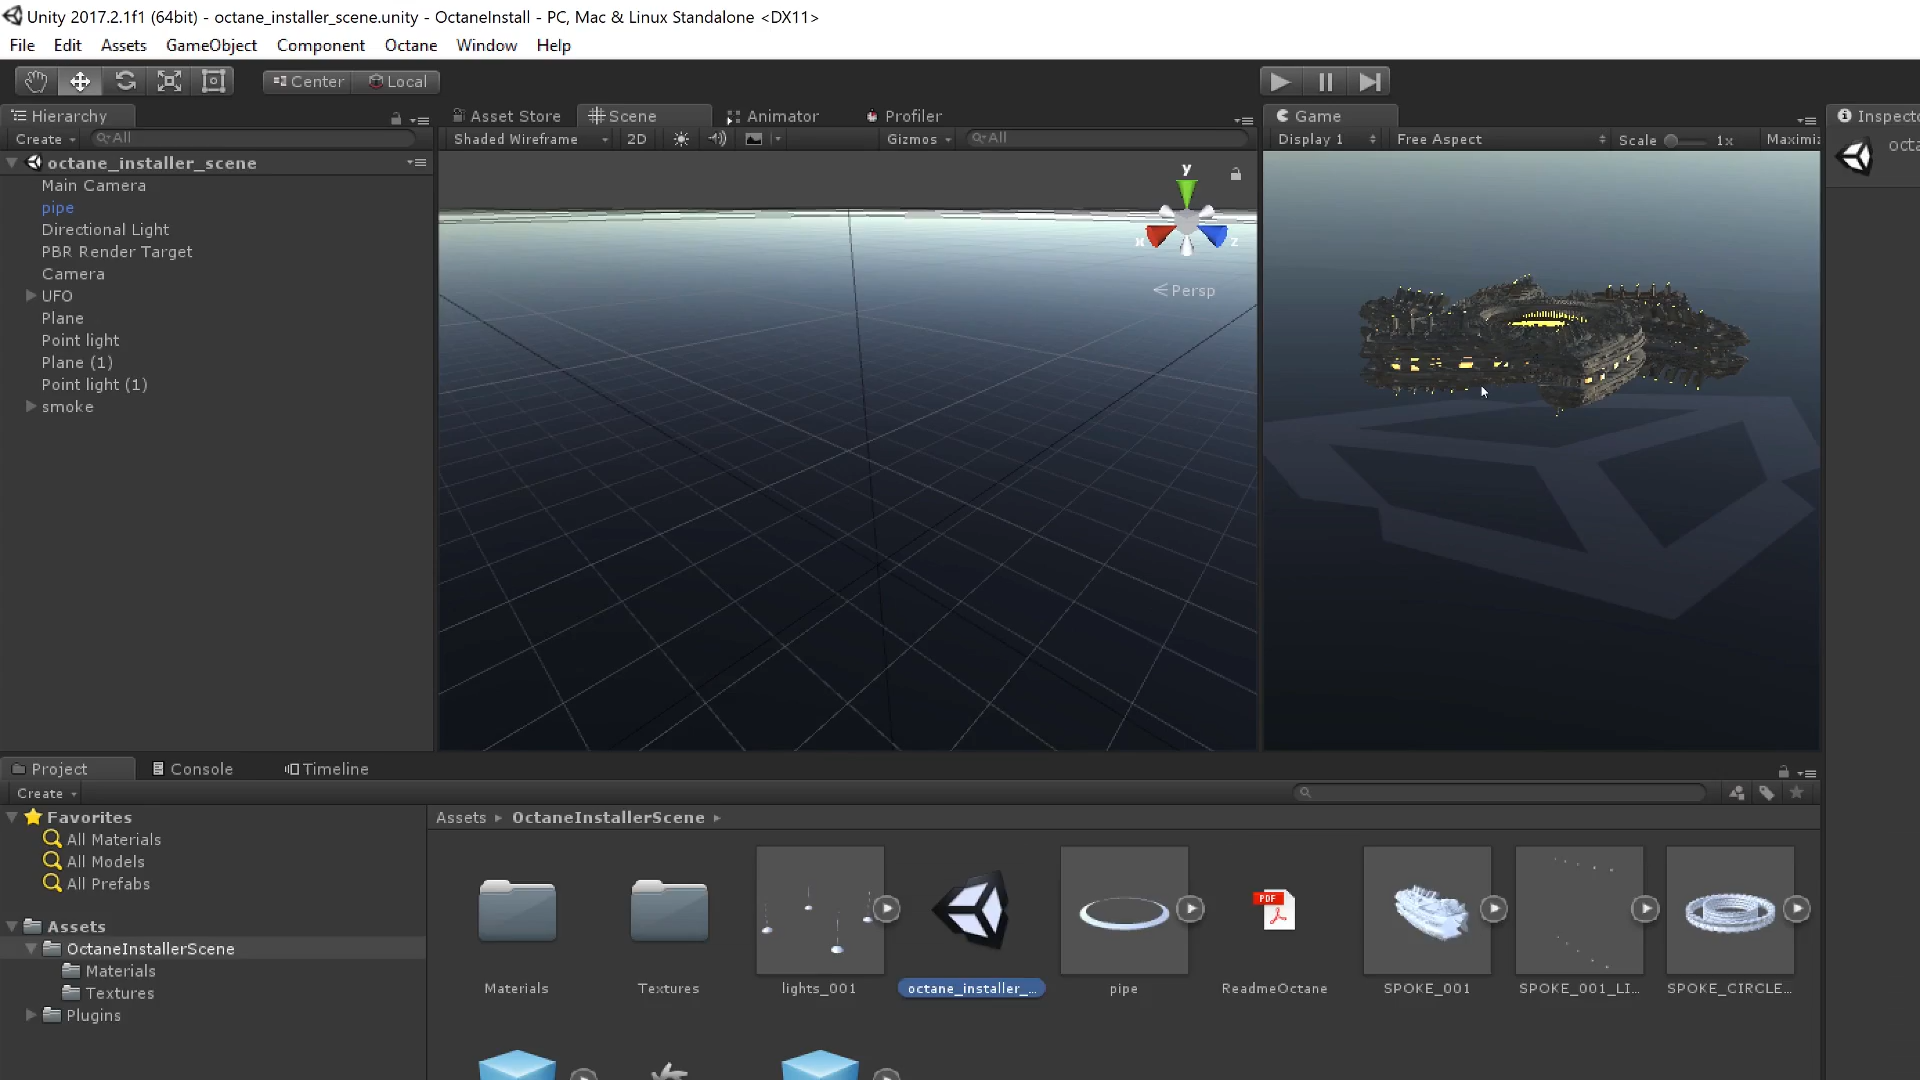 Unity 2017.2.1f1 (64bit) - octane_installer_scene.unity - OctaneInstall - PC, Mac & Linux Standalone <DX11>
File Edit Assets GameObject Component Octane Window Help
Center Local
Hierarchy
Create All
octane_installer_scene
Main Camera
pipe
Directional Light
PBR Render Target
Camera
UFO
Plane
Point light
Plane (1)
Point light (1)
smoke
Asset Store Scene Animator Profiler
Shaded Wireframe 2D Gizmos All
y
x z
Persp
Game
Display 1 Free Aspect Scale 1x Maximiz
Inspecto
octa
Project Console Timeline
Create
Favorites
All Materials
All Models
All Prefabs
Assets
OctaneInstallerScene
Materials
Textures
Plugins
Assets OctaneInstallerScene
PDF
Materials Textures lights_001 octane_installer_... pipe ReadmeOctane SPOKE_001 SPOKE_001_LI... SPOKE_CIRCLE...